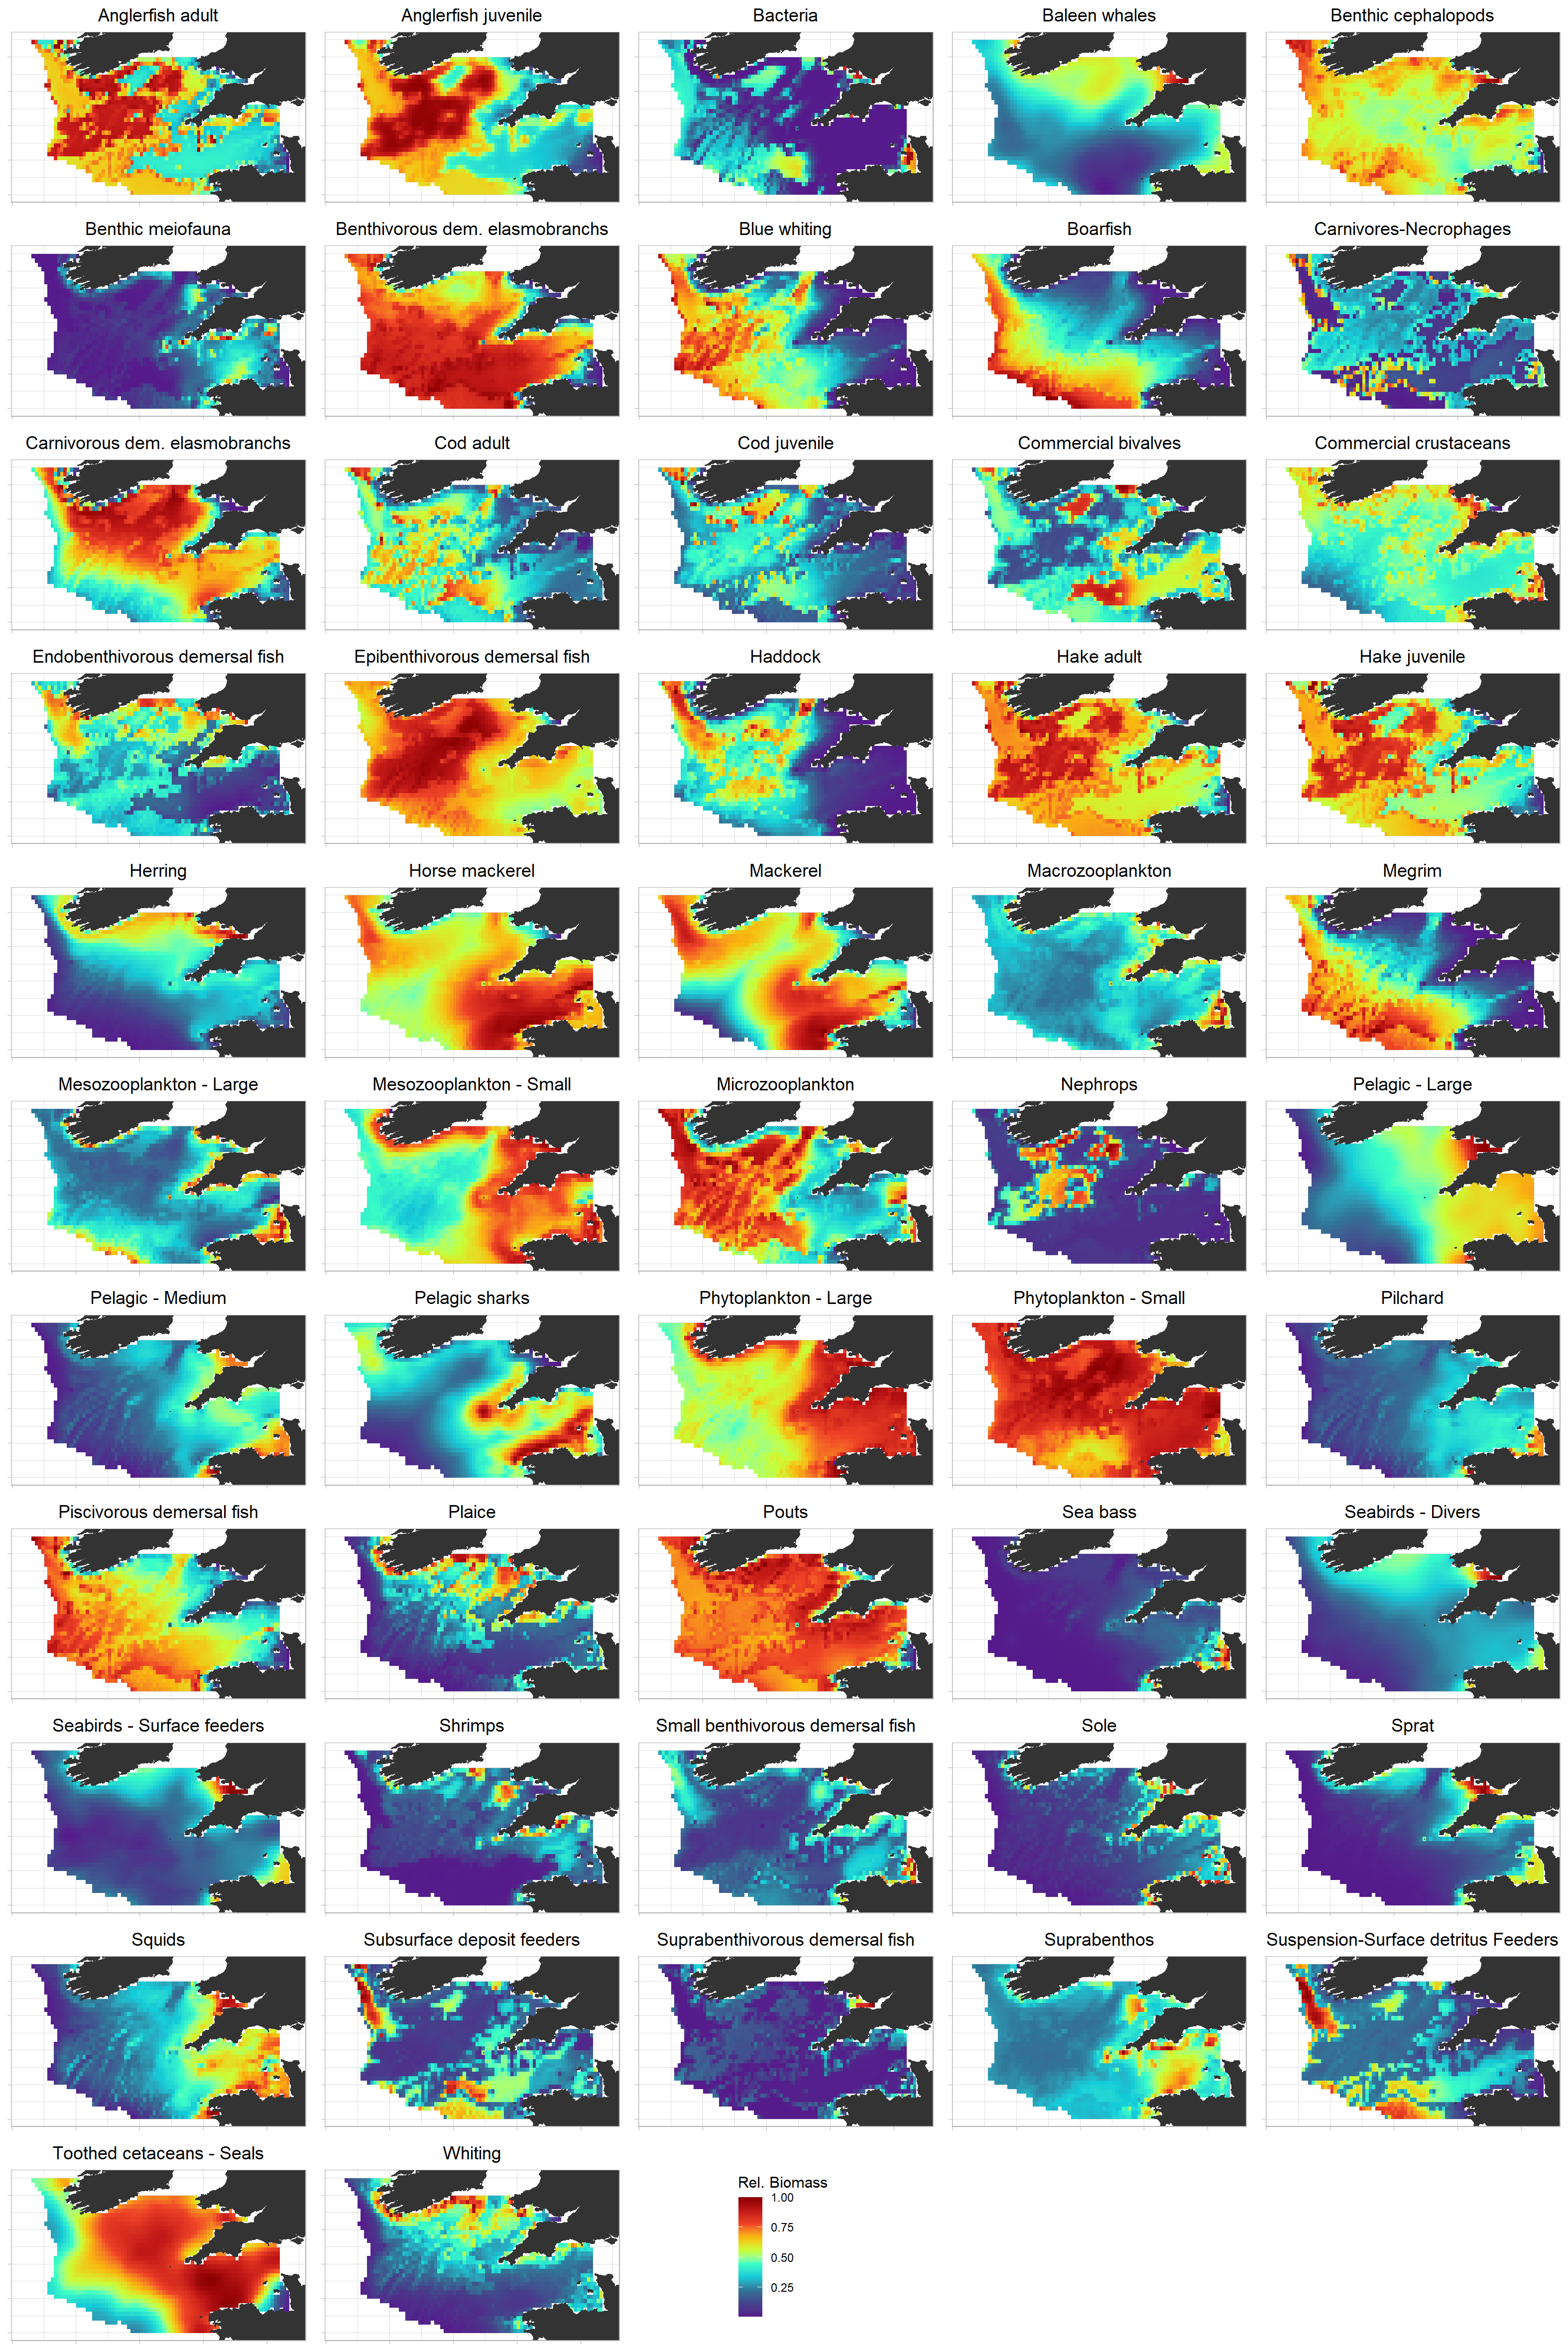 Anglerfish adult
Anglerfish juvenile
Bacteria
Baleen whales
Benthic cephalopods
Benthic meiofauna
Benthivorous dem. elasmobranchs
Blue whiting
Boarfish
Carnivores-Necrophages
Carnivorous dem. elasmobranchs
Cod adult
Cod juvenile
Commercial bivalves
Commercial crustaceans
Endobenthivorous demersal fish
Epibenthivorous demersal fish
Haddock
Hake adult
Hake juvenile
Herring
Horse mackerel
Mackerel
Macrozooplankton
Megrim
Mesozooplankton - Large
Mesozooplankton - Small
Microzooplankton
Nephrops
Pelagic - Large
Pelagic - Medium
Pelagic sharks
Phytoplankton - Large
Phytoplankton - Small
Pilchard
Piscivorous demersal fish
Plaice
Pouts
Sea bass
Seabirds - Divers
Seabirds - Surface feeders
Shrimps
Small benthivorous demersal fish
Sole
Sprat
Squids
Subsurface deposit feeders
Suprabenthivorous demersal fish
Suprabenthos
Suspension-Surface detritus Feeders
Toothed cetaceans - Seals
Whiting
Rel. Biomass
1.00
0.75
0.50
0.25